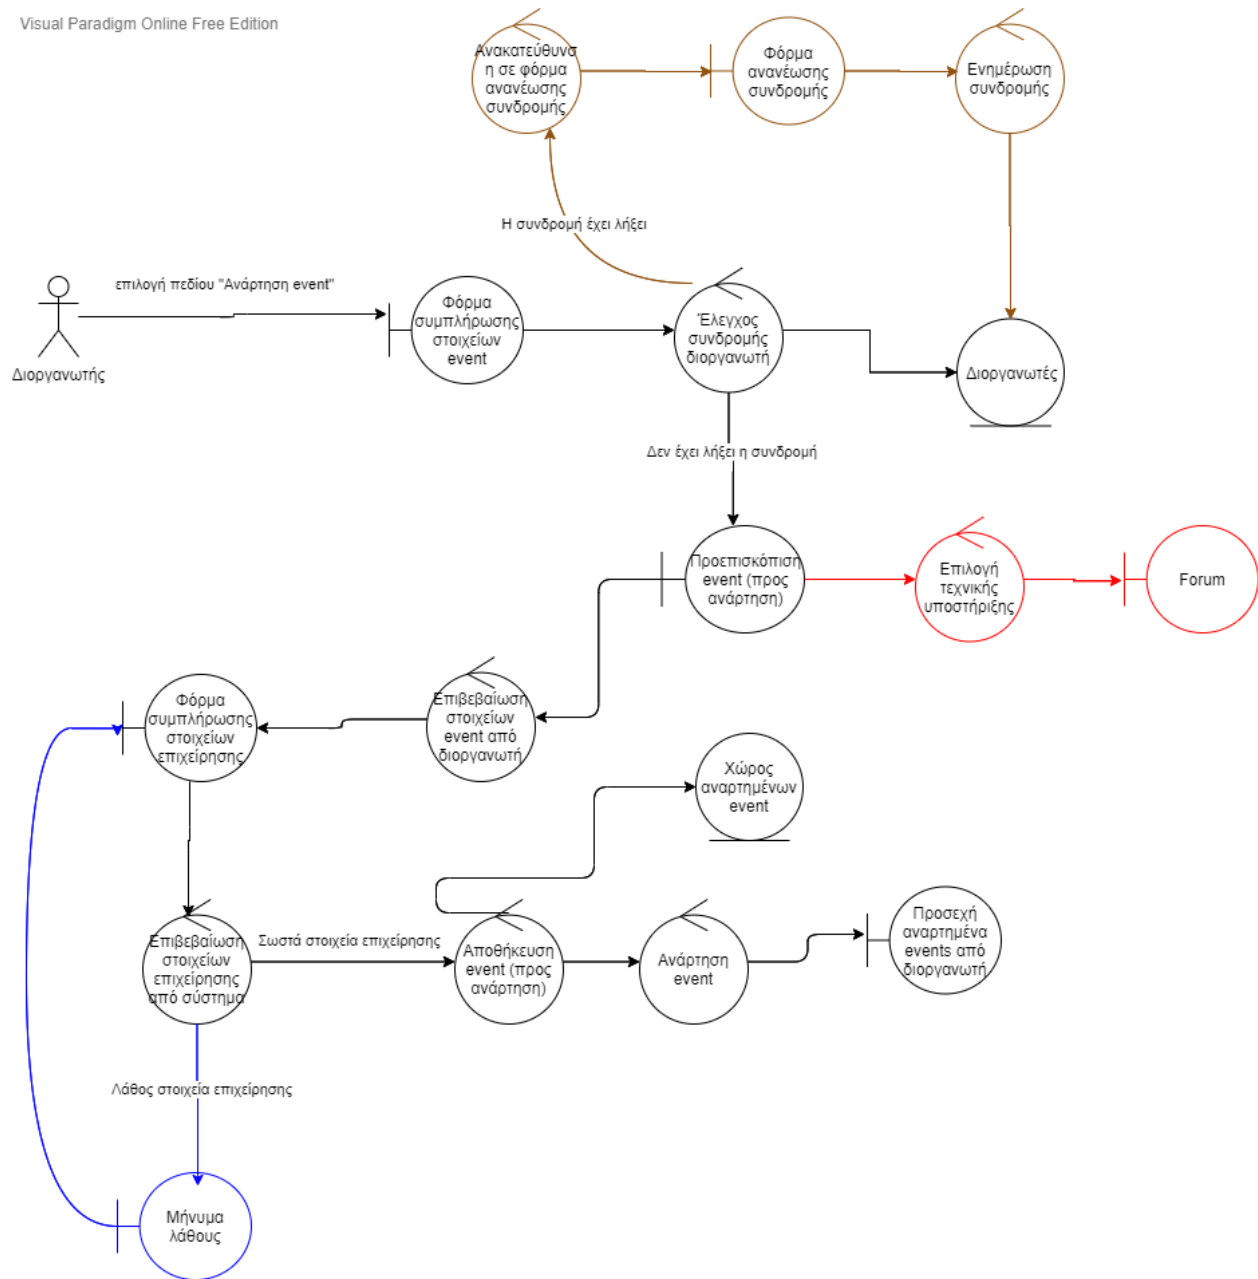 Visual Paradigm Online Free Edition
Ανακατεύθυνσ
η σε φόρμα
ανανέωσης
συνδρομής
Φόρμα
ανανέωσης
συνδρομής
Ενημέρωση
συνδρομής
Η συνδρομή έχει λήξει
επιλογή πεδίου "Ανάρτηση event"
Διοργανωτής
Φόρμα
συμπλήρωσης
στοιχείων
event
Έλεγχος
συνδρομής
διοργανωτή
Διοργανωτές
Δεν έχει λήξει η συνδρομή
Προεπισκόπιση
event (προς
ανάρτηση)
Επιλογή
τεχνικής
υποστήριξης
Forum
Φόρμα
συμπλήρωσης
στοιχείων
επιχείρησης
Επιβεβαίωση
στοιχείων
event από
διοργανωτή
Χώρος
αναρτημένων
event
Επιβεβαίωση
στοιχείων
επιχείρησης
από σύστημα
Σωστά στοιχεία επιχείρησης
Αποθήκευση
event (προς
ανάρτηση)
Ανάρτηση
event
Προσεχή
αναρτημένα
events από
διοργανωτή
Λάθος στοιχεία επιχείρησης
Μήνυμα
λάθους